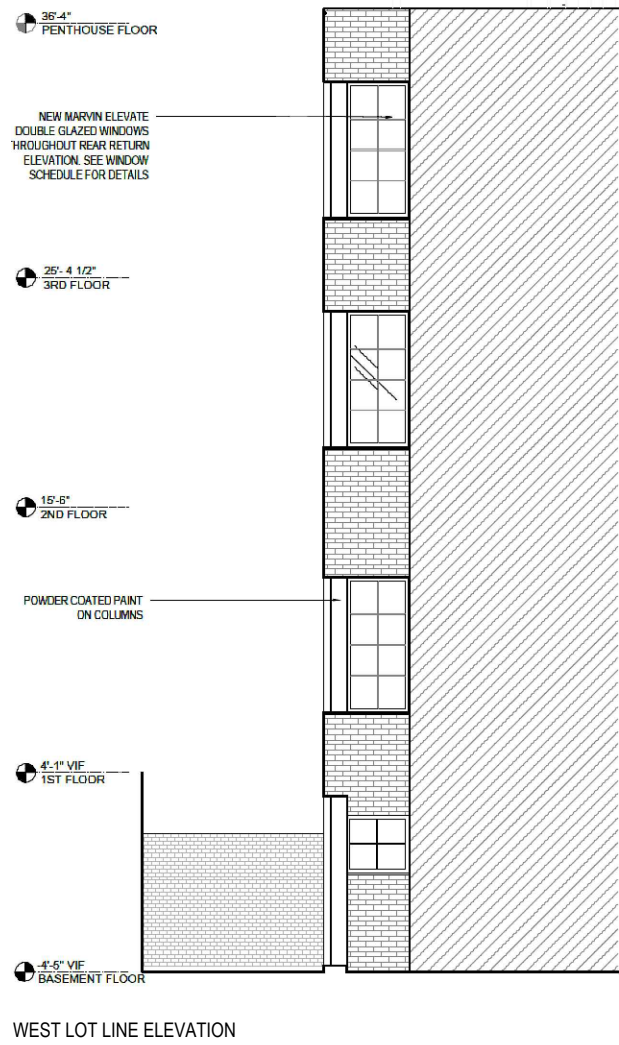 36'-4"
PENTHOUSE FLOOR
NEW MARVIN ELEVATE
DOUBLE GLAZED WINDOWS
HROUGHOUT REAR RETURN
ELEVATION. SEE WINDOW
SCHEDULE FOR DETAILS
25'- 4 1/2"
3RD FLOOR
15'-6"
2ND FLOOR
POWDER COATED PAINT
ON COLUMNS
4'-1" VIF
1ST FLOOR
-4'-5" VIF
BASEMENT FLOOR
WEST LOT LINE ELEVATION